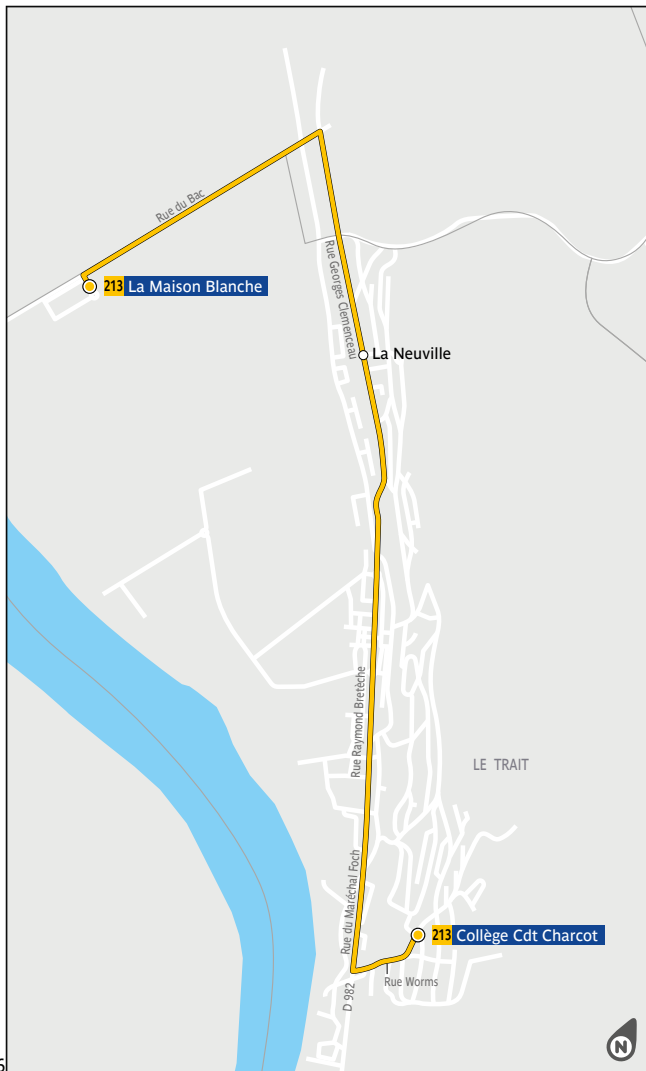 Rue du Bac
213 La Maison Blanche
Rue Georges Clemenceau
La Neuville
Rue Raymond Bretèche
LE TRAIT
Rue du Maréchal Foch
213 Collège Cdt Charcot
Rue Worms
D 982
N